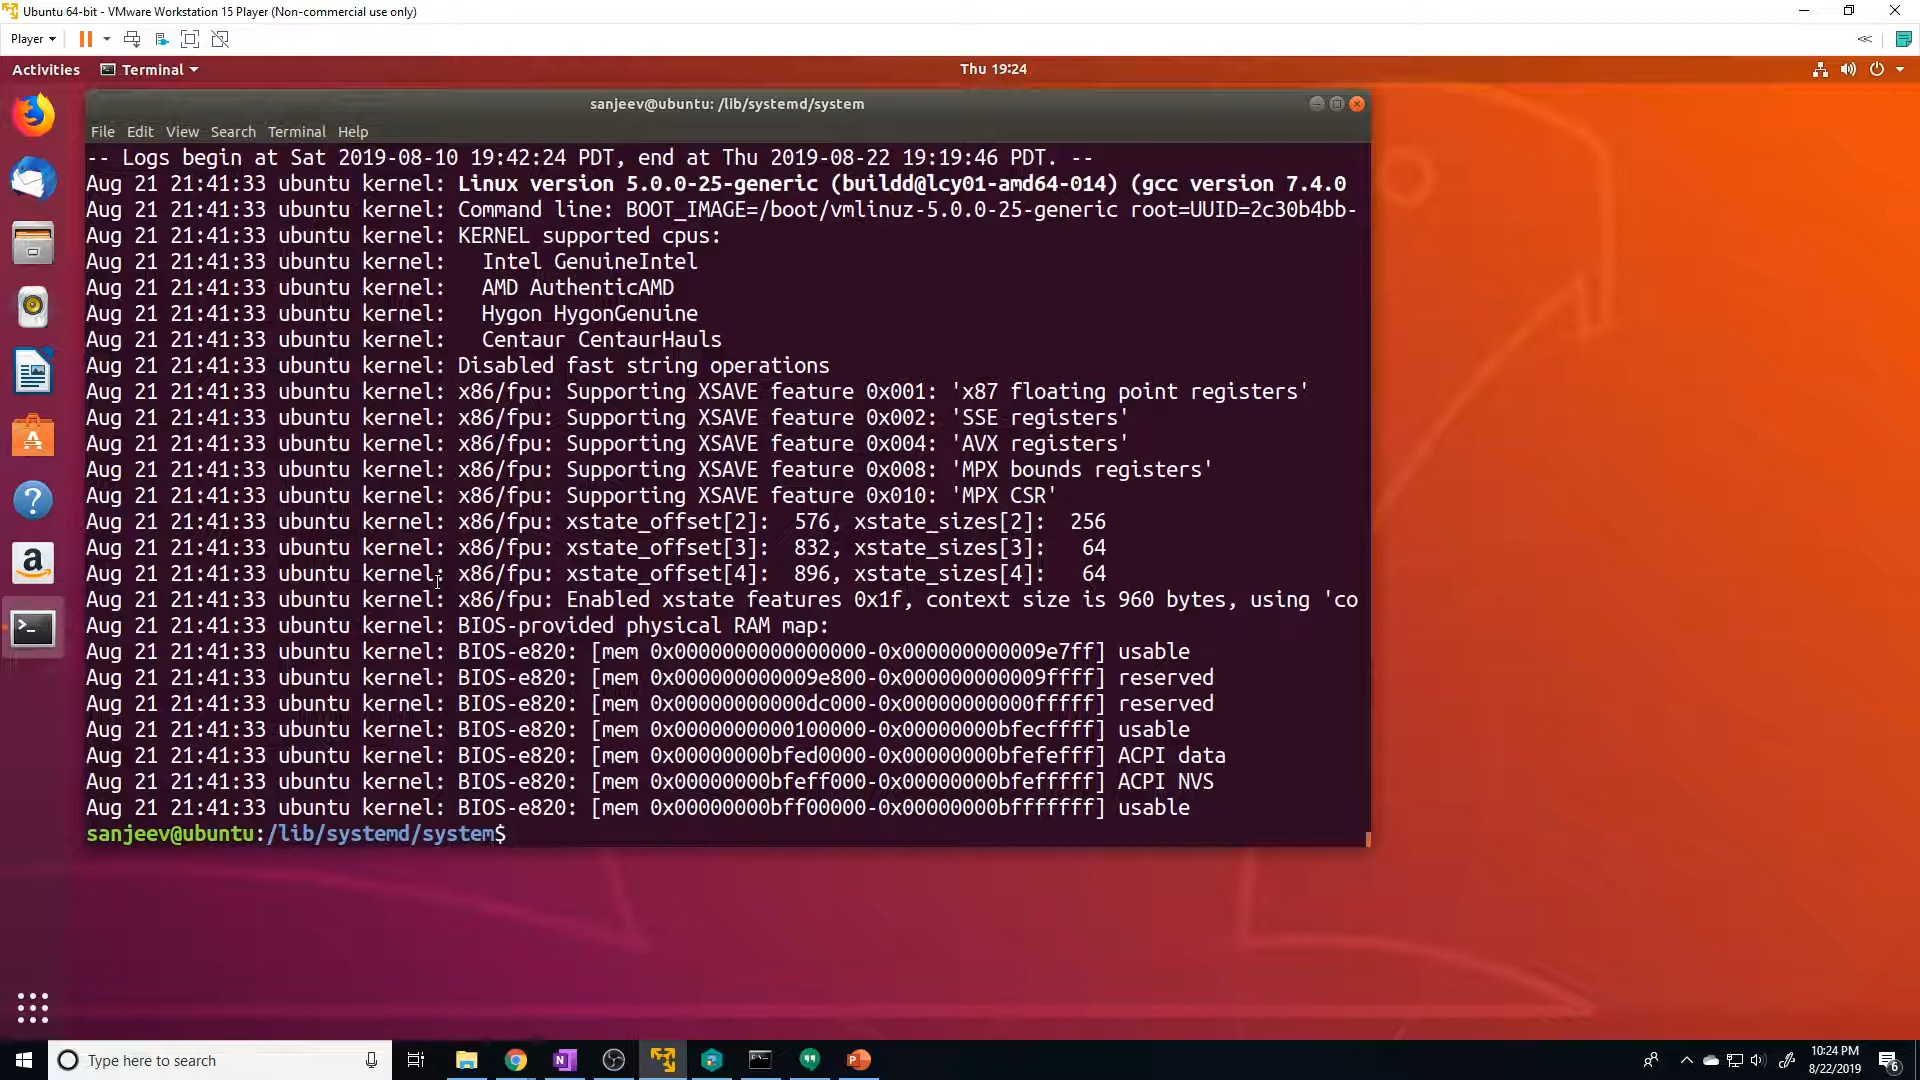 Ubuntu 64-bit - VMware Workstation 15 Player (Non-commercial use only)
Player
Activities Terminal Thu 19:24
sanjeev@ubuntu: /lib/systemd/system
File Edit View Search Terminal Help
-- Logs begin at Sat 2019-08-10 19:42:24 PDT, end at Thu 2019-08-22 19:19:46 PDT. --
Aug 21 21:41:33 ubuntu kernel: Linux version 5.0.0-25-generic (buildd@lcy01-amd64-014) (gcc version 7.4.0
Aug 21 21:41:33 ubuntu kernel: Command line: BOOT_IMAGE=/boot/vmlinuz-5.0.0-25-generic root=UUID=2c30b4bb-
Aug 21 21:41:33 ubuntu kernel: KERNEL supported cpus:
Aug 21 21:41:33 ubuntu kernel:   Intel GenuineIntel
Aug 21 21:41:33 ubuntu kernel:   AMD AuthenticAMD
Aug 21 21:41:33 ubuntu kernel:   Hygon HygonGenuine
Aug 21 21:41:33 ubuntu kernel:   Centaur CentaurHauls
Aug 21 21:41:33 ubuntu kernel: Disabled fast string operations
Aug 21 21:41:33 ubuntu kernel: x86/fpu: Supporting XSAVE feature 0x001: 'x87 floating point registers'
Aug 21 21:41:33 ubuntu kernel: x86/fpu: Supporting XSAVE feature 0x002: 'SSE registers'
Aug 21 21:41:33 ubuntu kernel: x86/fpu: Supporting XSAVE feature 0x004: 'AVX registers'
Aug 21 21:41:33 ubuntu kernel: x86/fpu: Supporting XSAVE feature 0x008: 'MPX bounds registers'
Aug 21 21:41:33 ubuntu kernel: x86/fpu: Supporting XSAVE feature 0x010: 'MPX CSR'
Aug 21 21:41:33 ubuntu kernel: x86/fpu: xstate_offset[2]:  576, xstate_sizes[2]:  256
Aug 21 21:41:33 ubuntu kernel: x86/fpu: xstate_offset[3]:  832, xstate_sizes[3]:   64
Aug 21 21:41:33 ubuntu kernel: x86/fpu: xstate_offset[4]:  896, xstate_sizes[4]:   64
Aug 21 21:41:33 ubuntu kernel: x86/fpu: Enabled xstate features 0x1f, context size is 960 bytes, using 'co
Aug 21 21:41:33 ubuntu kernel: BIOS-provided physical RAM map:
Aug 21 21:41:33 ubuntu kernel: BIOS-e820: [mem 0x0000000000000000-0x000000000009e7ff] usable
Aug 21 21:41:33 ubuntu kernel: BIOS-e820: [mem 0x000000000009e800-0x000000000009ffff] reserved
Aug 21 21:41:33 ubuntu kernel: BIOS-e820: [mem 0x00000000000dc000-0x00000000000fffff] reserved
Aug 21 21:41:33 ubuntu kernel: BIOS-e820: [mem 0x0000000000100000-0x00000000bfecffff] usable
Aug 21 21:41:33 ubuntu kernel: BIOS-e820: [mem 0x00000000bfed0000-0x00000000bfefefff] ACPI data
Aug 21 21:41:33 ubuntu kernel: BIOS-e820: [mem 0x00000000bfeff000-0x00000000bfefffff] ACPI NVS
Aug 21 21:41:33 ubuntu kernel: BIOS-e820: [mem 0x00000000bff00000-0x00000000bfffffff] usable
sanjeev@ubuntu:/lib/systemd/system$
Type here to search
10:24 PM
8/22/2019
6